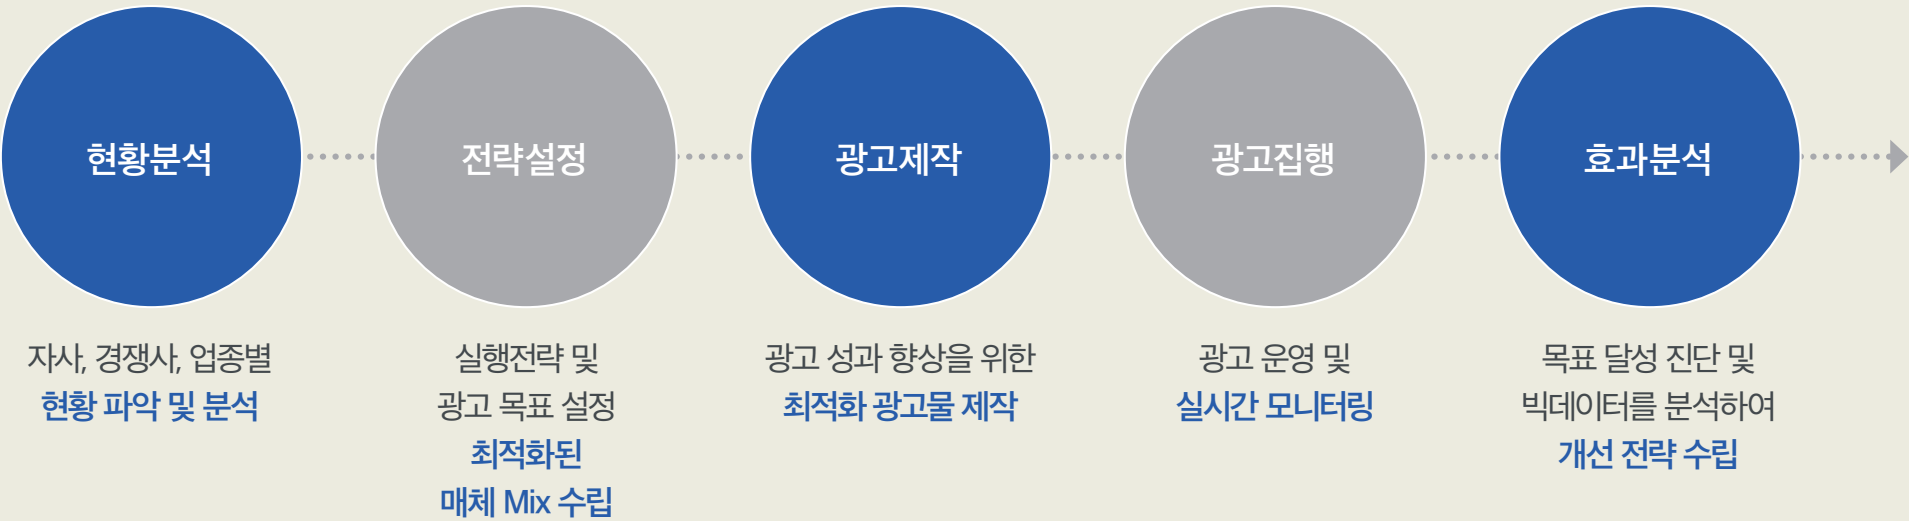 현황분석
전략설정
광고제작
광고집행
효과분석
자사, 경쟁사, 업종별
현황 파악 및 분석
실행전략 및
광고 목표 설정
최적화된
매체 Mix 수립
광고 성과 향상을 위한
최적화 광고물 제작
광고 운영 및
실시간 모니터링
목표 달성 진단 및
빅데이터를 분석하여
개선 전략 수립